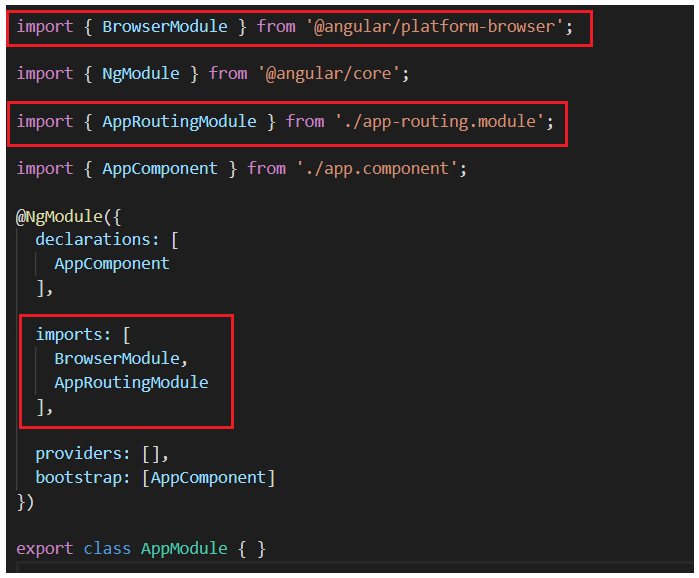 import { BrowserModule } from '@angular/platform-browser';
import { NgModule } from '@angular/core';
import { AppRoutingModule } from './app-routing.module';
import { AppComponent } from './app.component';
@NgModule({
  declarations: [
    AppComponent
  ],
  imports: [
    BrowserModule,
    AppRoutingModule
  ],
  providers: [],
  bootstrap: [AppComponent]
})
export class AppModule { }